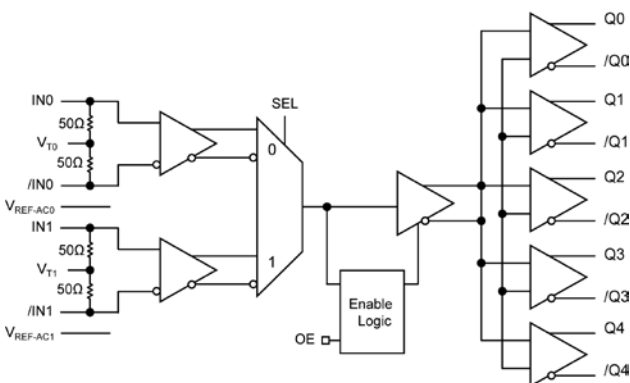 IN0
50Ω
VT0
50Ω
/IN0
VREF-AC0
IN1
50Ω
VT1
50Ω
/IN1
VREF-AC1
SEL
0
1
Enable
Logic
OE
Q0
/Q0
Q1
/Q1
Q2
/Q2
Q3
/Q3
Q4
/Q4